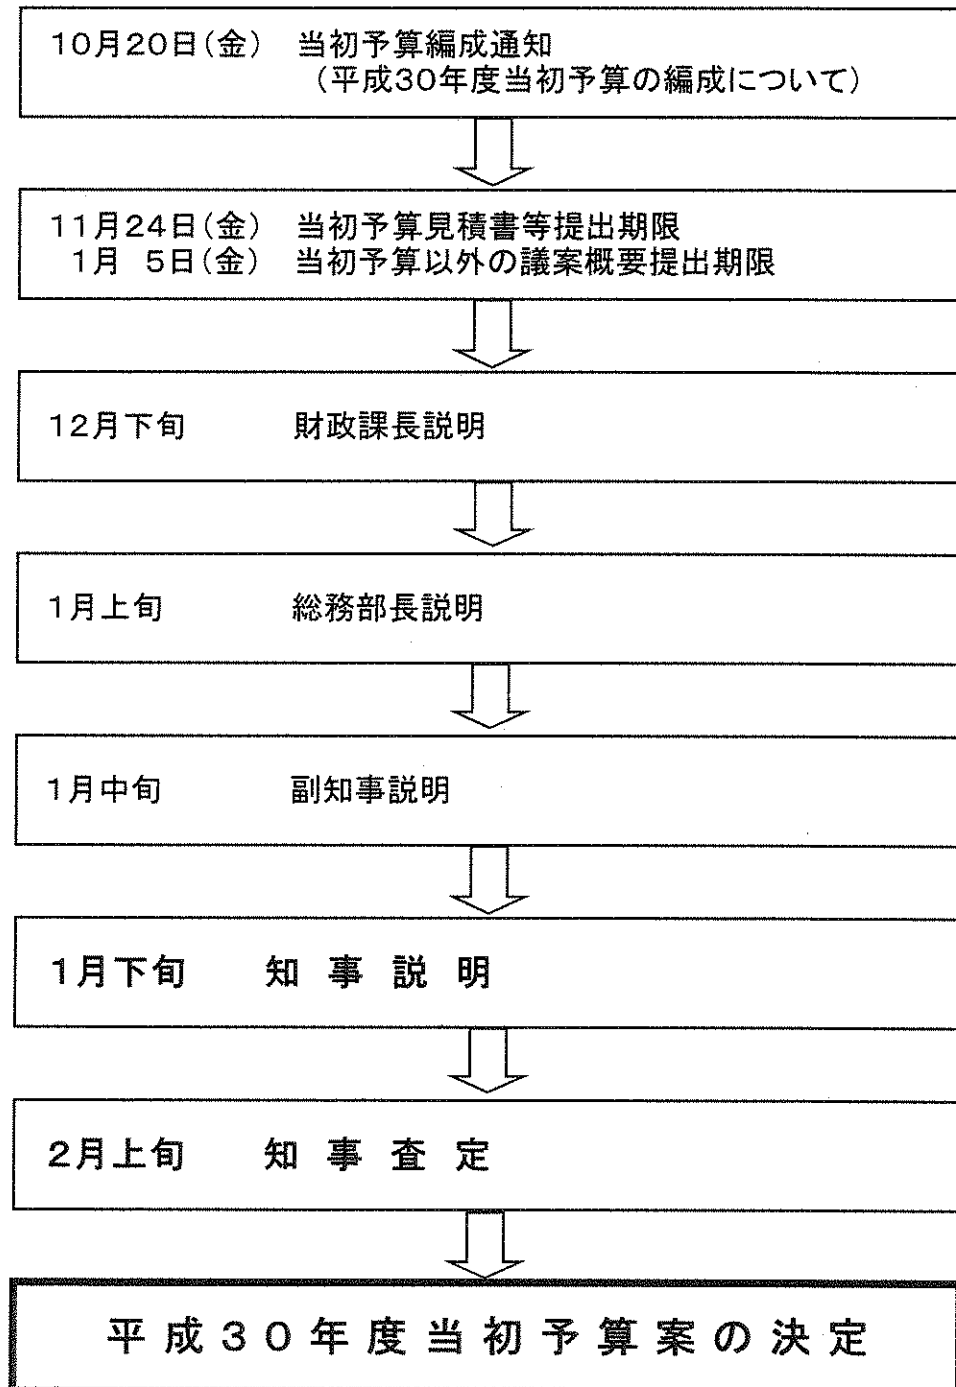 10月20日(金) 当初予算編成通知
(平成30年度当初予算の編成について)
11月24日(金) 当初予算見積書等提出期限
1月 5日(金) 当初予算以外の議案概要提出期限
12月下旬 財政課長説明
1月上旬 総務部長説明
1月中旬 副知事説明
1月下旬 知事説明
2月上旬 知事査定
平成30年度当初予算案の決定